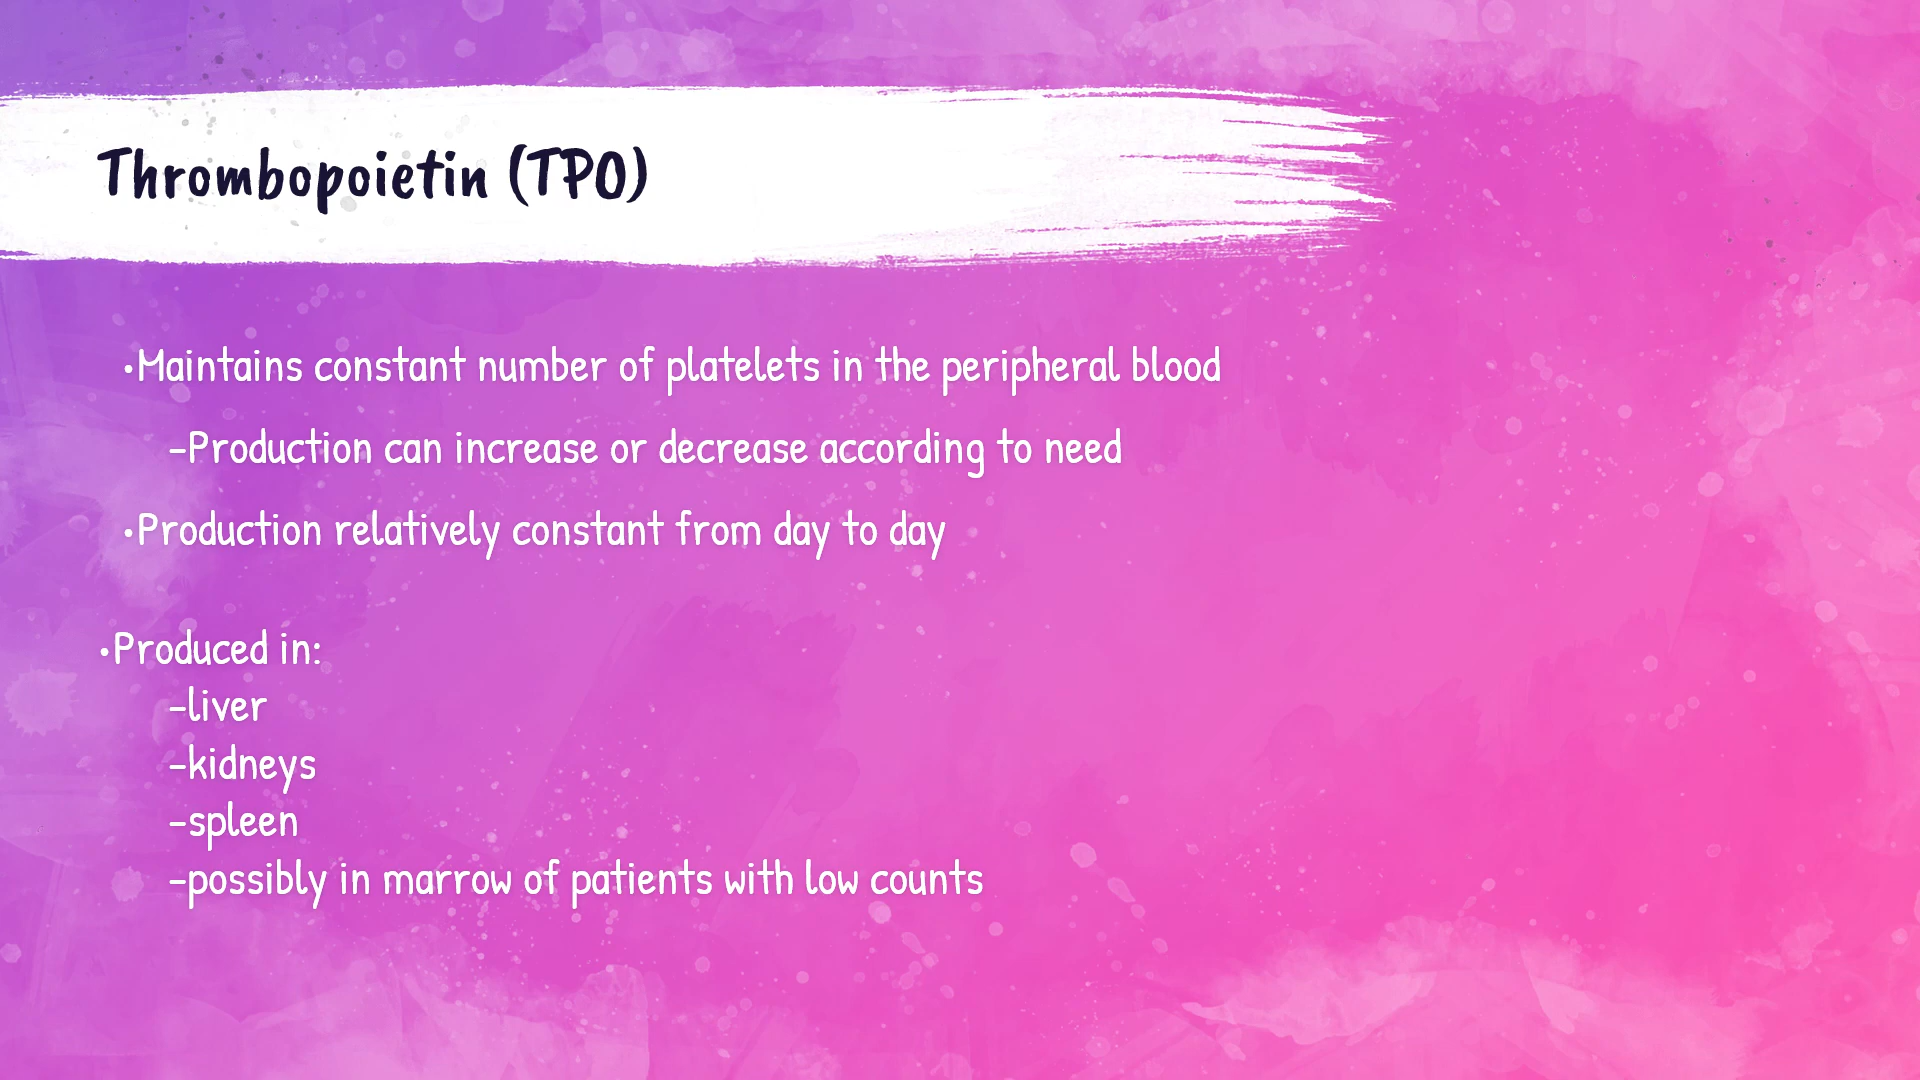 Thrombopoietin (TPO)
•Maintains constant number of platelets in the peripheral blood
–Production can increase or decrease according to need
•Production relatively constant from day to day
•Produced in:
–liver
–kidneys
–spleen
–possibly in marrow of patients with low counts